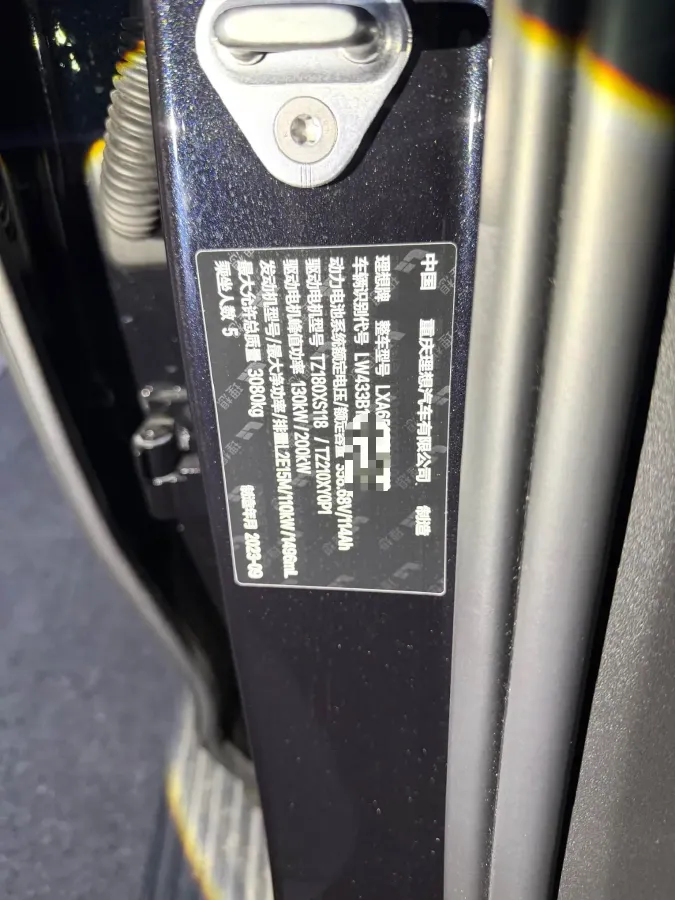 中国 重庆理想汽车有限公司 制造
理想牌 整车型号 LXA6
车辆识别代号 LW433B1
动力电池系统额定电压/额定容量 .68V/114Ah
驱动电机型号 TZ180XS118 / TZ210XY0P1
驱动电机峰值功率 130kW/200kW
发动机型号/最大净功率/排量 L2E15M/110kW/1496mL
最大允许总质量 3080kg 制造年月 2023-09
乘坐人数 5